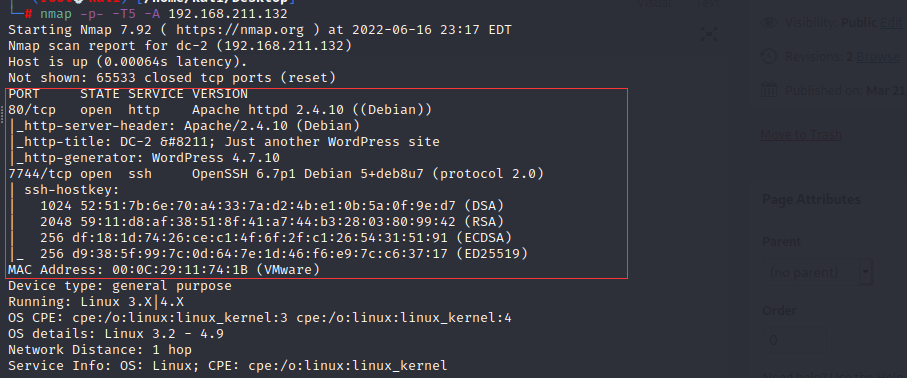 nmap -p- -T5 -A 192.168.211.132
Starting Nmap 7.92 ( https://nmap.org ) at 2022-06-16 23:17 EDT
Nmap scan report for dc-2 (192.168.211.132)
Host is up (0.00064s latency).
Not shown: 65533 closed tcp ports (reset)
PORT     STATE SERVICE VERSION
80/tcp   open  http    Apache httpd 2.4.10 ((Debian))
|_http-server-header: Apache/2.4.10 (Debian)
|_http-title: DC-2 &#8211; Just another WordPress site
|_http-generator: WordPress 4.7.10
7744/tcp open  ssh     OpenSSH 6.7p1 Debian 5+deb8u7 (protocol 2.0)
| ssh-hostkey:
|   1024 52:51:7b:6e:70:a4:33:7a:d2:4b:e1:0b:5a:0f:9e:d7 (DSA)
|   2048 59:11:d8:af:38:51:8f:41:a7:44:b3:28:03:80:99:42 (RSA)
|   256 df:18:1d:74:26:ce:c1:4f:6f:2f:c1:26:54:31:51:91 (ECDSA)
|_  256 d9:38:5f:99:7c:0d:64:7e:1d:46:f6:e9:7c:c6:37:17 (ED25519)
MAC Address: 00:0C:29:11:74:1B (VMware)
Device type: general purpose
Running: Linux 3.X|4.X
OS CPE: cpe:/o:linux:linux_kernel:3 cpe:/o:linux:linux_kernel:4
OS details: Linux 3.2 - 4.9
Network Distance: 1 hop
Service Info: OS: Linux; CPE: cpe:/o:linux:linux_kernel
Visibility: Public Edit
Revisions: 2 Browse
Published on: Mar 21
Move to Trash
Page Attributes
Parent
(no parent)
Order
0